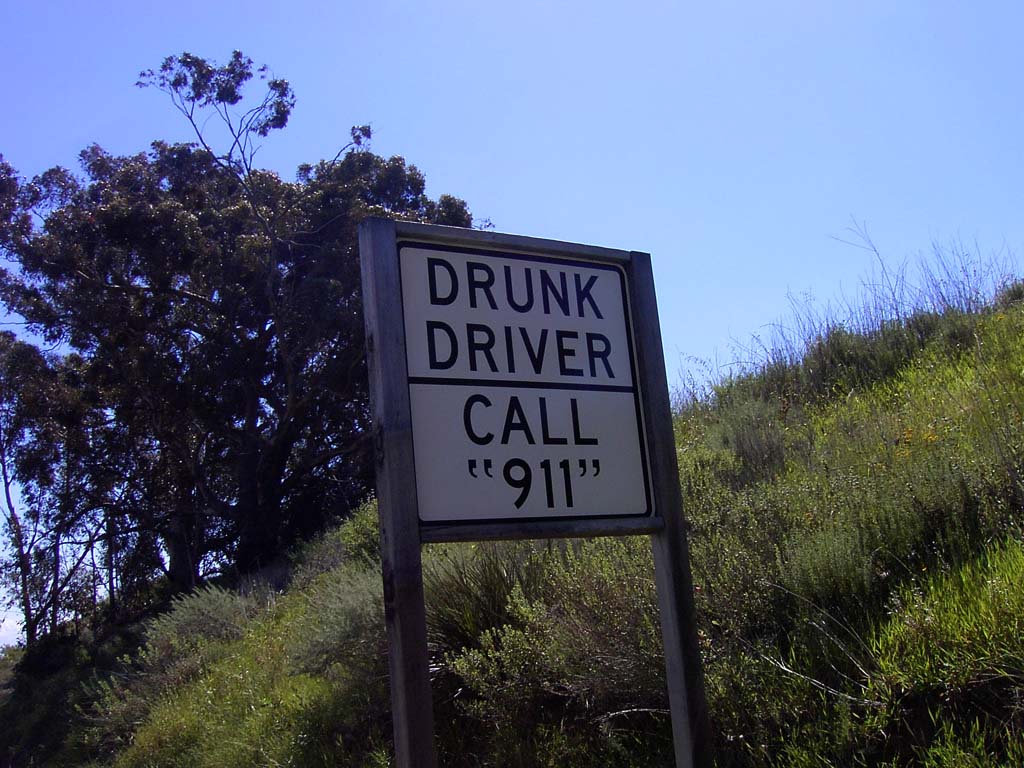 DRUNK
DRIVER
CALL
“911”